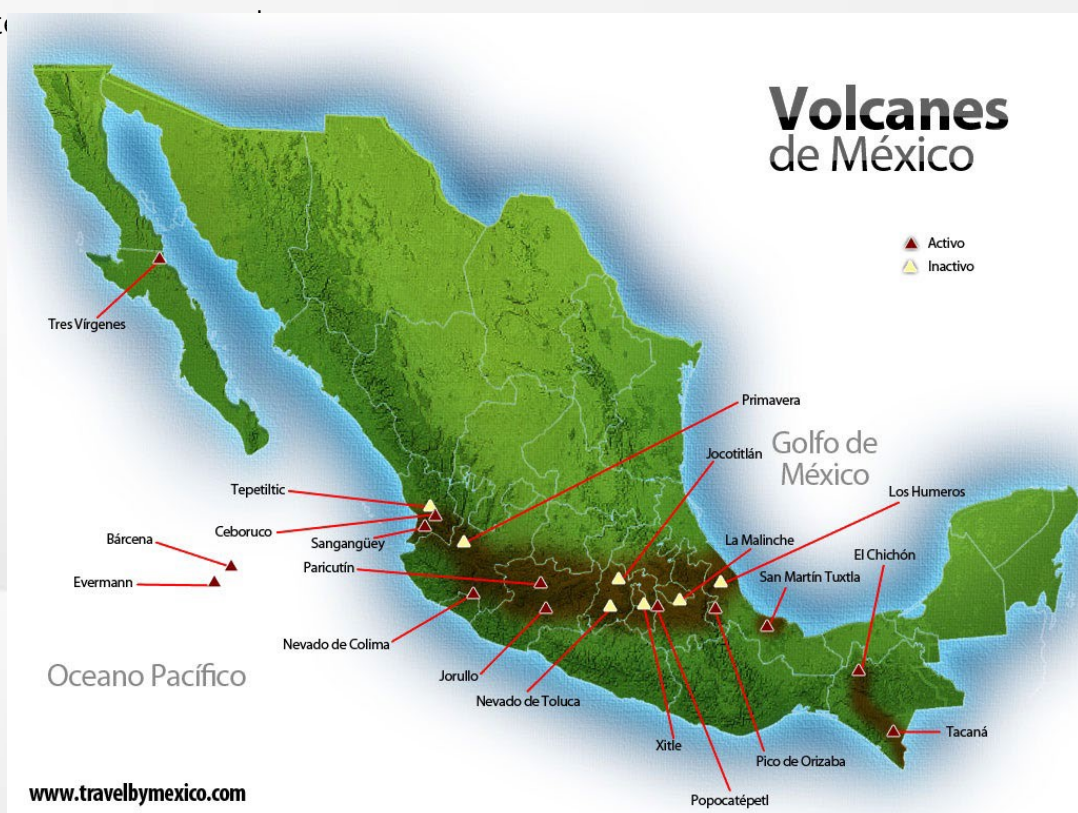 Volcanes
de México
Activo
Inactivo
Tres Vírgenes
Primavera
Golfo de
México
Jocotitlán
Tepetiltic
Los Humeros
Ceboruco
Bárcena
Sangangüey
La Malinche
El Chichón
Paricutín
Evermann
San Martín Tuxtla
Nevado de Colima
Oceano Pacífico
Jorullo
Nevado de Toluca
Tacaná
Xitle
Pico de Orizaba
www.travelbymexico.com
Popocatépetl